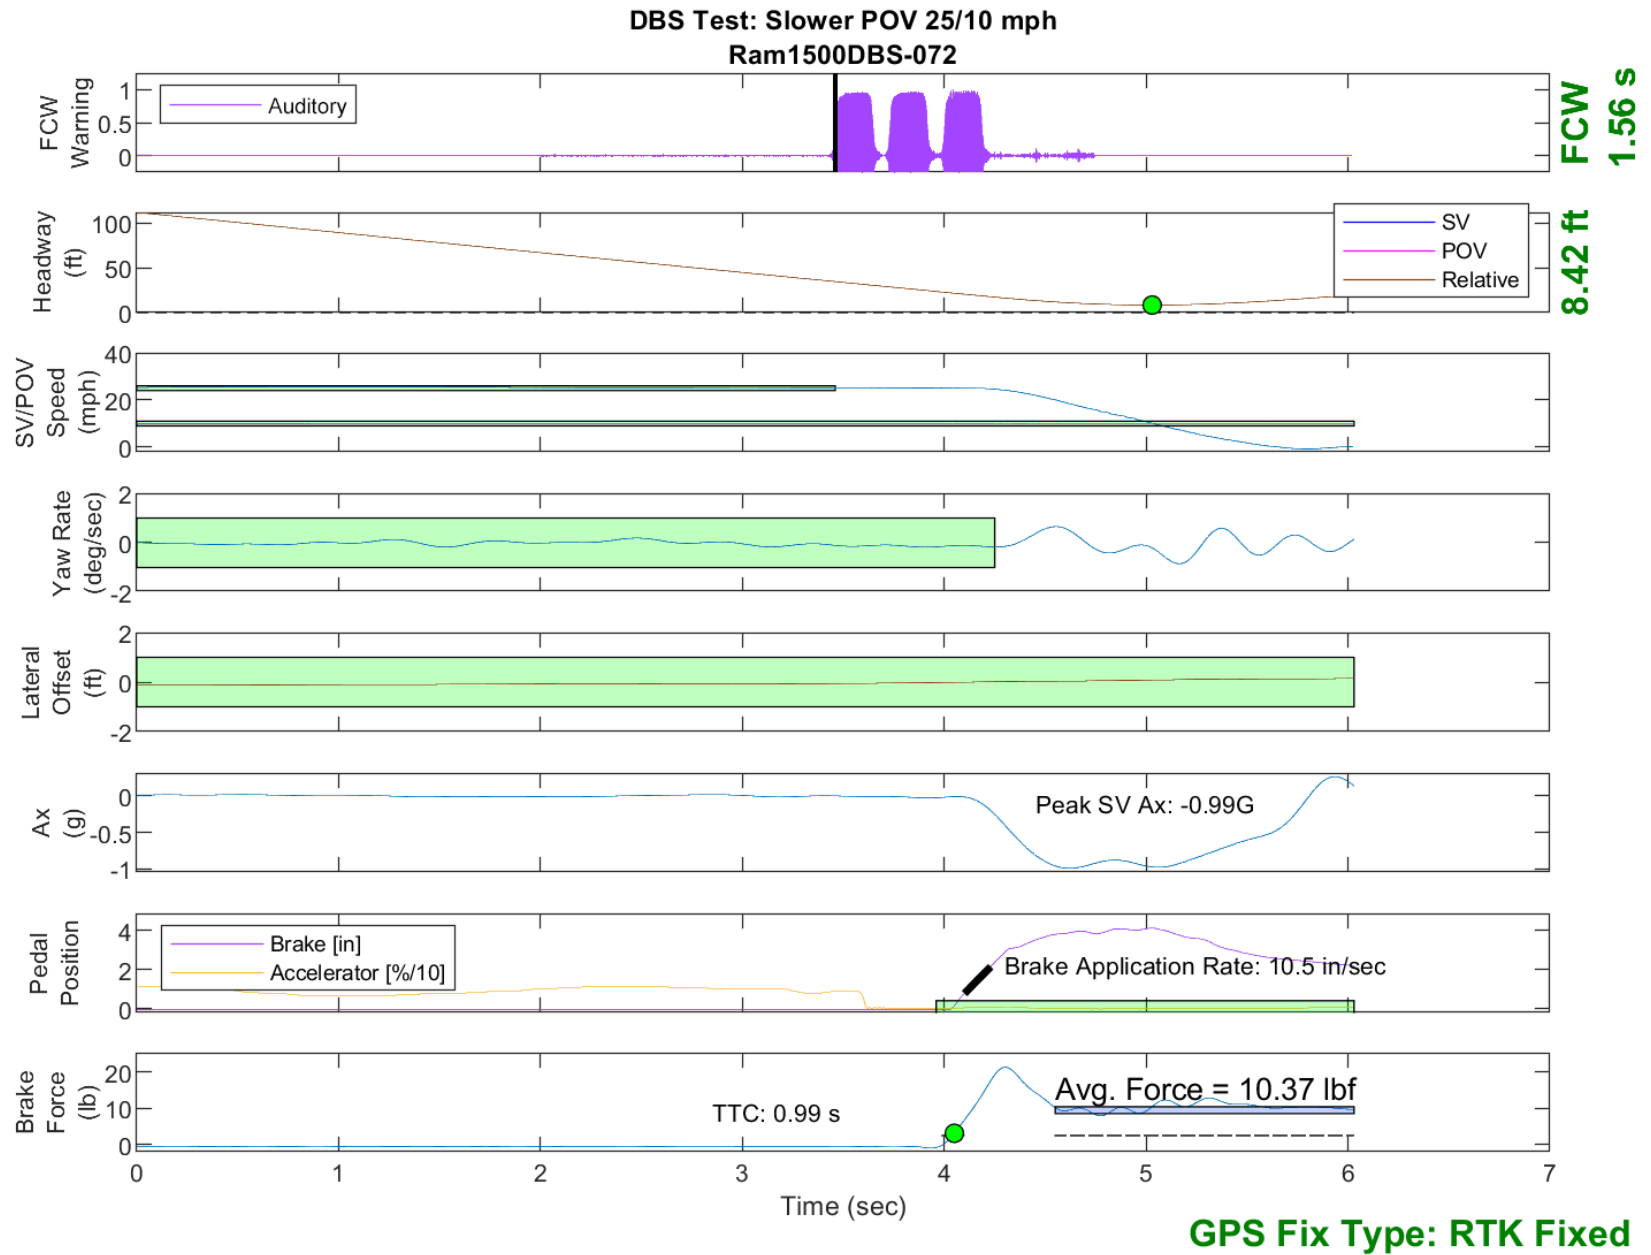 DBS Test: Slower POV 25/10 mph
Ram1500DBS-072
FCW
Warning
1
0.5
0
Auditory
FCW
1.56 s
Headway
(ft)
100
50
0
SV
POV
Relative
8.42 ft
SV/POV
Speed
(mph)
40
20
0
Yaw Rate
(deg/sec)
2
0
-2
Lateral
Offset
(ft)
2
0
-2
Ax
(g)
0
-0.5
-1
Peak SV Ax: -0.99G
Pedal
Position
4
2
0
Brake [in]
Accelerator [%/10]
Brake Application Rate: 10.5 in/sec
Brake
Force
(lb)
20
10
0
TTC: 0.99 s
Avg. Force = 10.37 lbf
0 1 2 3 4 5 6 7
Time (sec)
GPS Fix Type: RTK Fixed